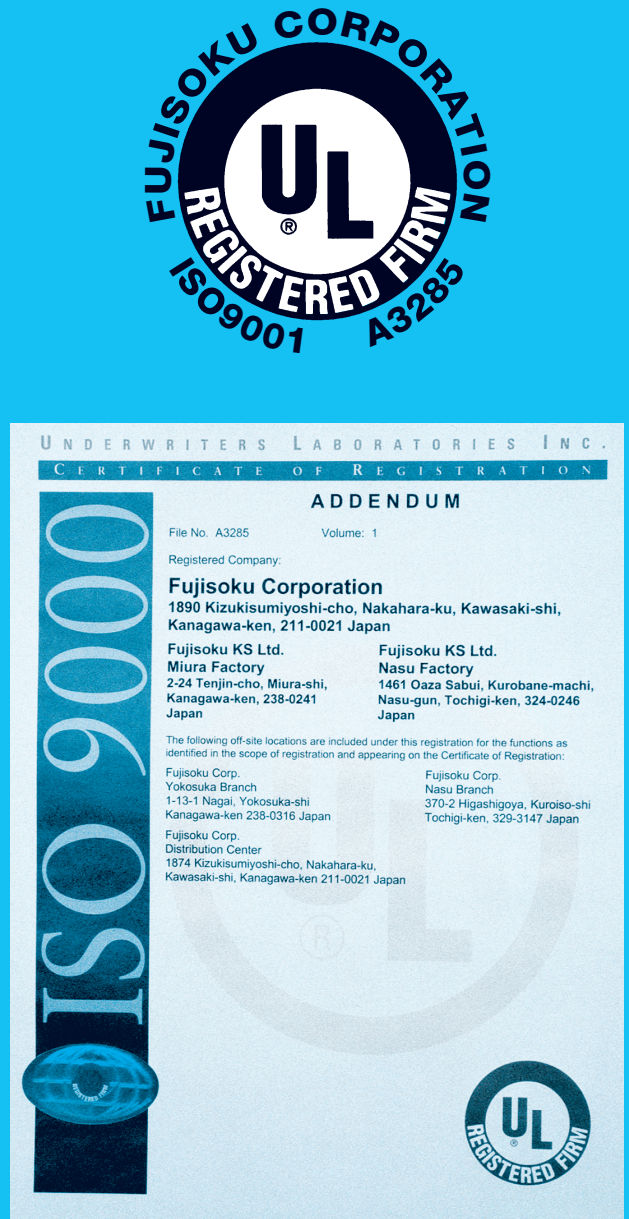 FUJISOKU CORPORATION
UL
®
REGISTERED FIRM
ISO9001 A3285
UNDERWRITERS LABORATORIES INC.
CERTIFICATE OF REGISTRATION
ISO 9000
ADDENDUM
File No. A3285 Volume: 1
Registered Company:
Fujisoku Corporation
1890 Kizukisumiyoshi-cho, Nakahara-ku, Kawasaki-shi,
Kanagawa-ken, 211-0021 Japan
Fujisoku KS Ltd.
Miura Factory
2-24 Tenjin-cho, Miura-shi,
Kanagawa-ken, 238-0241
Japan
Fujisoku KS Ltd.
Nasu Factory
1461 Oaza Sabui, Kurobane-machi,
Nasu-gun, Tochigi-ken, 324-0246
Japan
The following off-site locations are included under this registration for the functions as
identified in the scope of registration and appearing on the Certificate of Registration:
Fujisoku Corp.
Yokosuka Branch
1-13-1 Nagai, Yokosuka-shi
Kanagawa-ken 238-0316 Japan
Fujisoku Corp.
Nasu Branch
370-2 Higashigoya, Kuroiso-shi
Tochigi-ken, 329-3147 Japan
Fujisoku Corp.
Distribution Center
1874 Kizukisumiyoshi-cho, Nakahara-ku,
Kawasaki-shi, Kanagawa-ken 211-0021 Japan
UL
®
REGISTERED FIRM
UL
®
REGISTERED FIRM